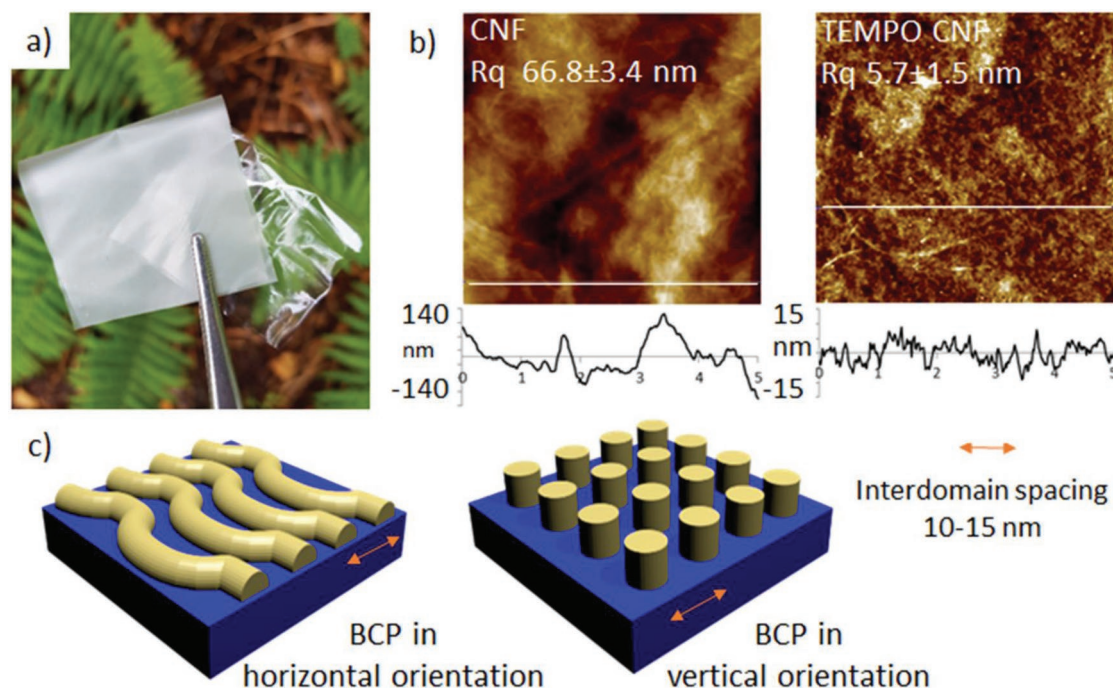 a)
b)
CNF
Rq 66.8±3.4 nm
TEMPO CNF
Rq 5.7±1.5 nm
140
nm
-140
0 1 2 3 4 5
15
nm
-15
0 1 2 3 4 5
c)
BCP in
horizontal orientation
BCP in
vertical orientation
Interdomain spacing
10-15 nm